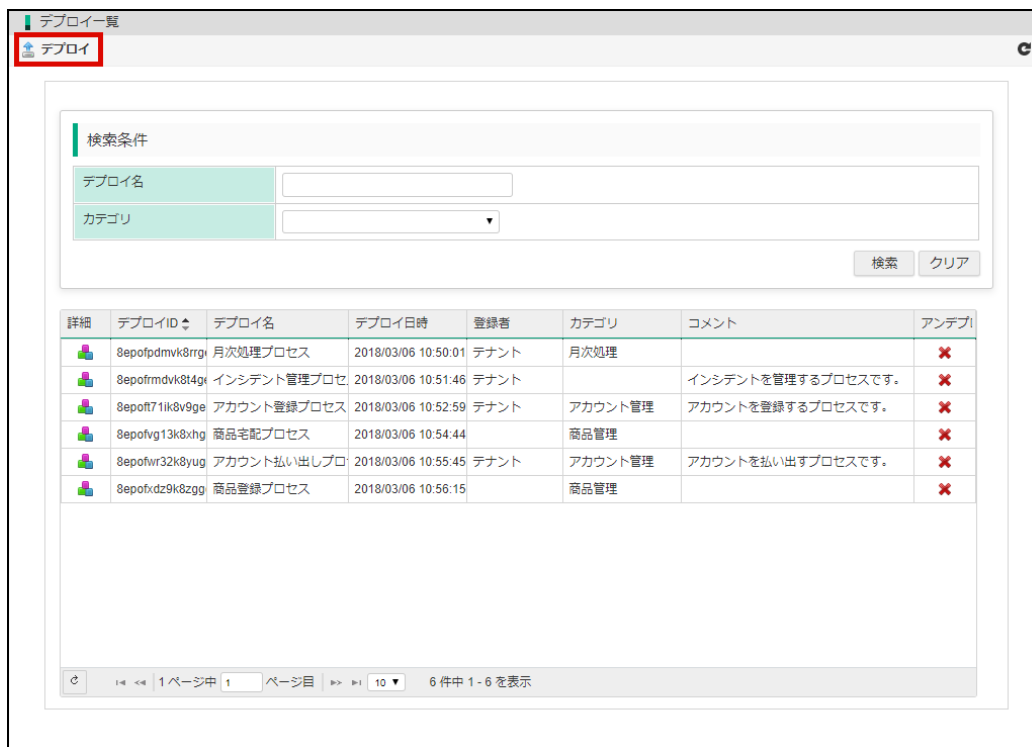 デプロイ一覧
デプロイ
検索条件
デプロイ名
カテゴリ
検索 クリア
詳細 デプロイID デプロイ名 デプロイ日時 登録者 カテゴリ コメント アンデプ
8epofpdmvk8rrg 月次処理プロセス 2018/03/06 10:50:01 テナント 月次処理
8epofrmdvk8t4g インシデント管理プロセ 2018/03/06 10:51:46 テナント インシデントを管理するプロセスです。
8epoft71ik8v9ge アカウント登録プロセス 2018/03/06 10:52:59 テナント アカウント管理 アカウントを登録するプロセスです。
8epofvg13k8xhg 商品宅配プロセス 2018/03/06 10:54:44 商品管理
8epofwr32k8yug アカウント払い出しプロ 2018/03/06 10:55:45 テナント アカウント管理 アカウントを払い出すプロセスです。
8epofxdz9k8zgg 商品登録プロセス 2018/03/06 10:56:15 商品管理
1 ページ中 1 ページ目 10 6 件中 1 - 6 を表示